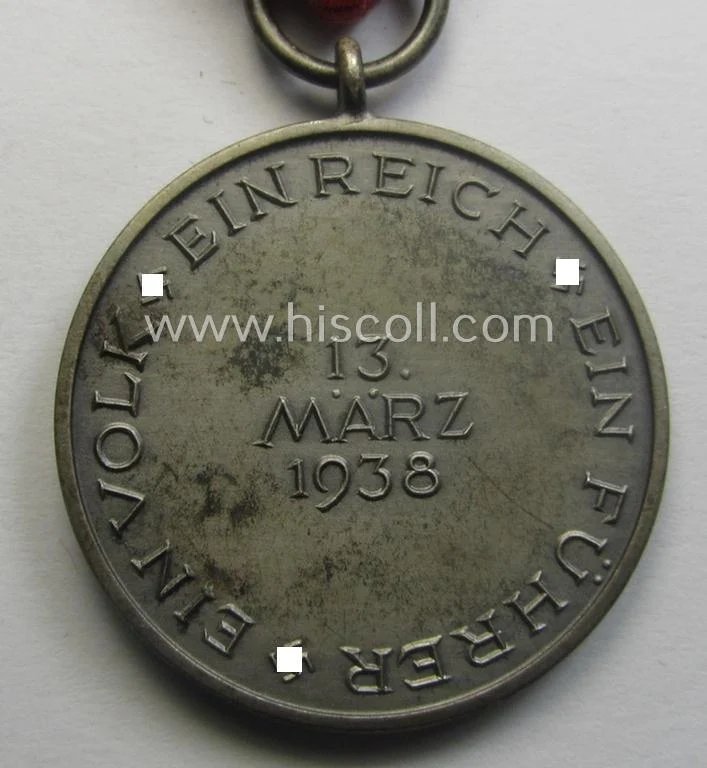 EIN VOLK EIN REICH EIN FÜHRER
www.hiscoll.com
13.
MÄRZ
1938